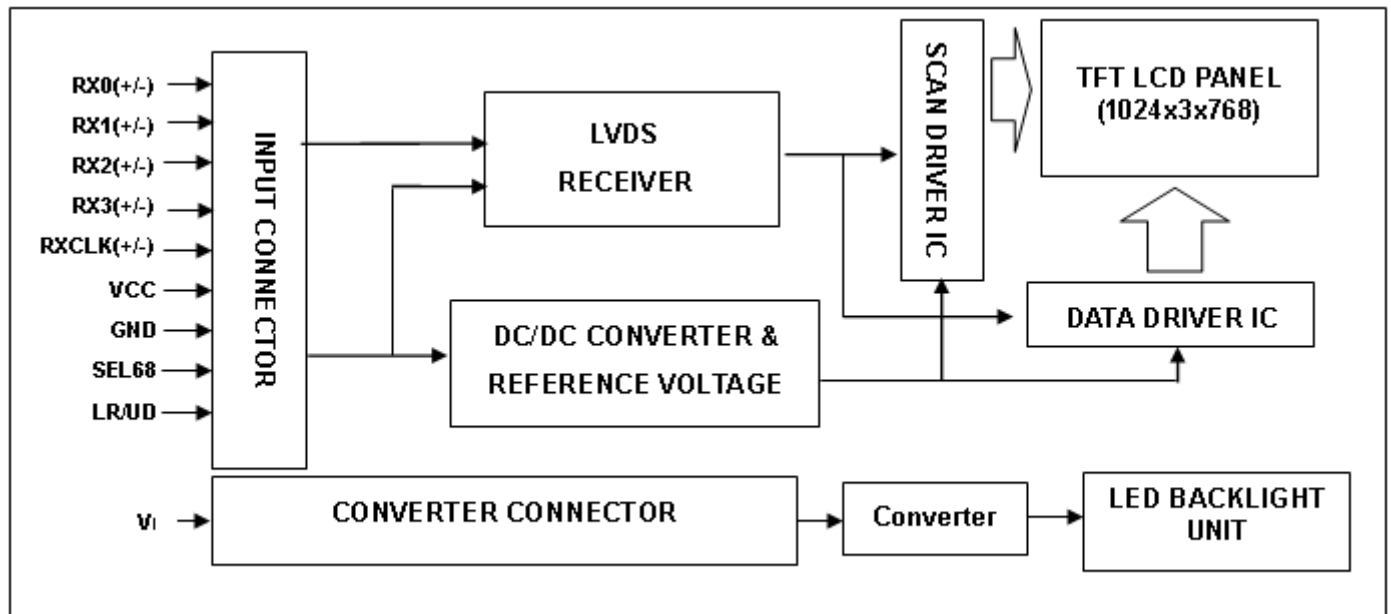 RX0(+/-)
RX1(+/-)
RX2(+/-)
RX3(+/-)
RXCLK(+/-)
VCC
GND
SEL68
LR/UD
INPUT CONNECTOR
LVDS
RECEIVER
DC/DC CONVERTER &
REFERENCE VOLTAGE
SCAN DRIVER IC
TFT LCD PANEL
(1024x3x768)
DATA DRIVER IC
VI
CONVERTER CONNECTOR
Converter
LED BACKLIGHT
UNIT